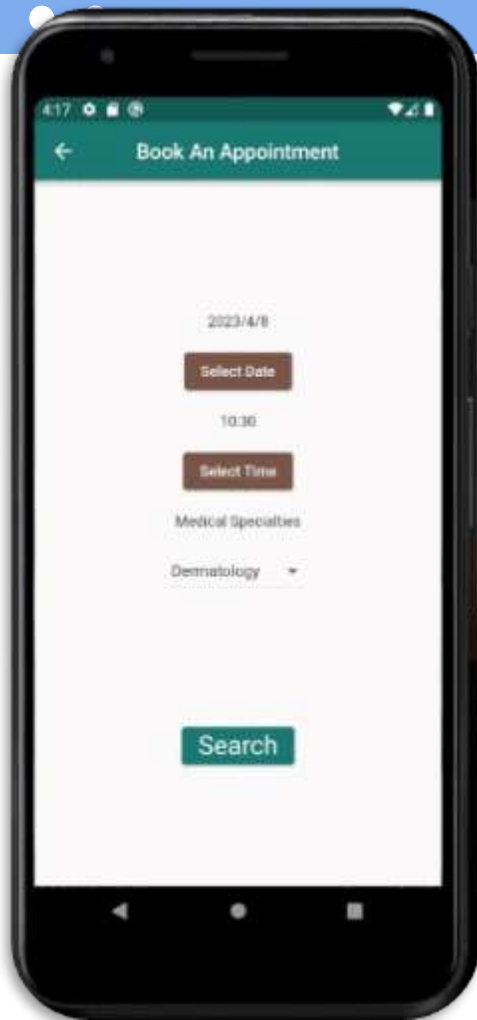 4:17
Book An Appointment
2023/4/8
Select Date
10:30
Select Time
Medical Specialties
Dermatology
Search